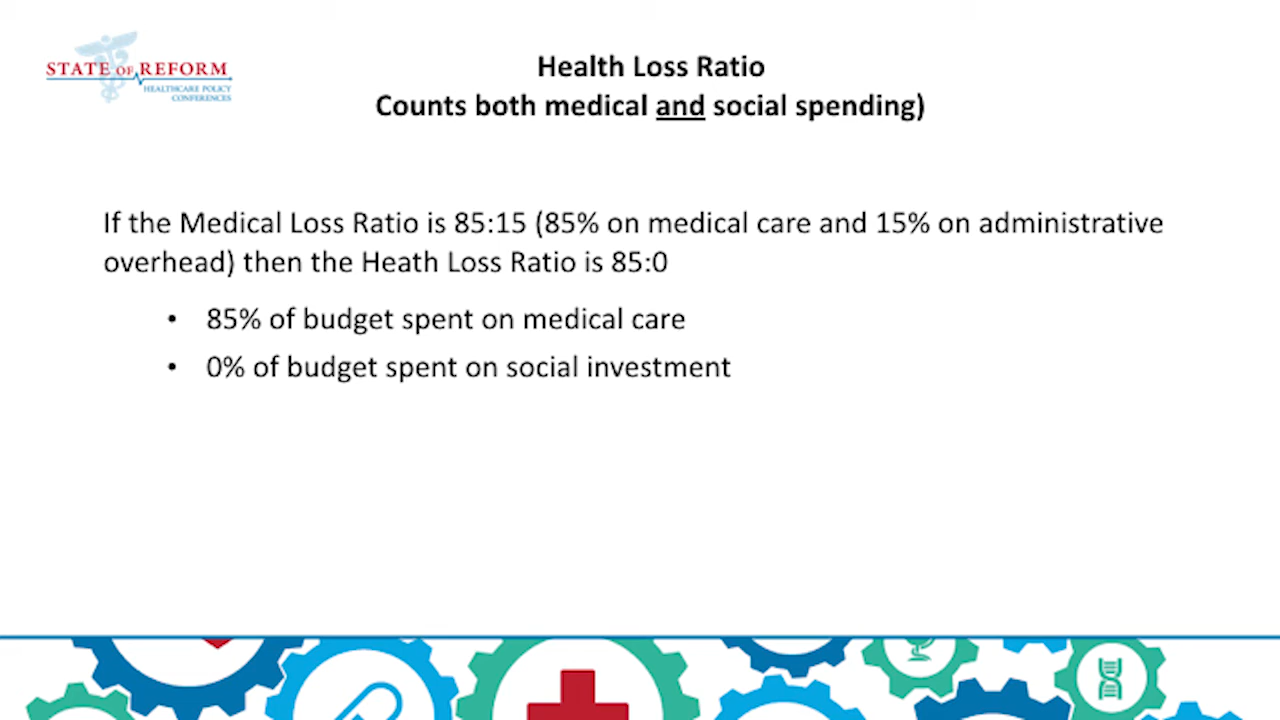 STATE OF REFORM
HEALTHCARE POLICY
CONFERENCES
Health Loss Ratio
Counts both medical and social spending)
If the Medical Loss Ratio is 85:15 (85% on medical care and 15% on administrative
overhead) then the Heath Loss Ratio is 85:0
• 85% of budget spent on medical care
• 0% of budget spent on social investment